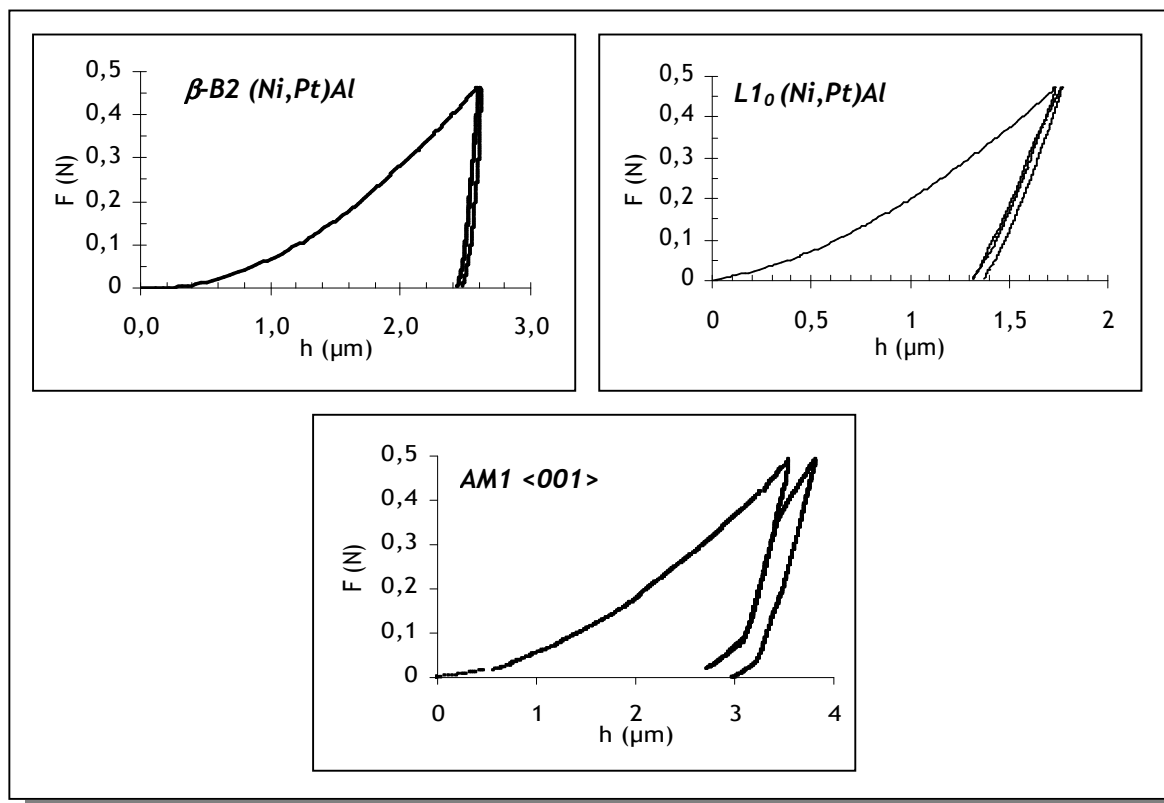 β-B2 (Ni,Pt)Al
F (N)
0,5
0,4
0,3
0,2
0,1
0
0,0 1,0 2,0 3,0
h (µm)
L1₀ (Ni,Pt)Al
F (N)
0,5
0,4
0,3
0,2
0,1
0
0 0,5 1 1,5 2
h (µm)
AM1 <001>
F (N)
0,5
0,4
0,3
0,2
0,1
0
0 1 2 3 4
h (µm)